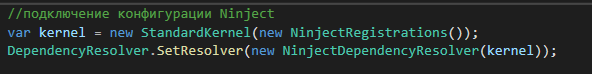 //подключение конфигурации Ninject
var kernel = new StandardKernel(new NinjectRegistrations());
DependencyResolver.SetResolver(new NinjectDependencyResolver(kernel));